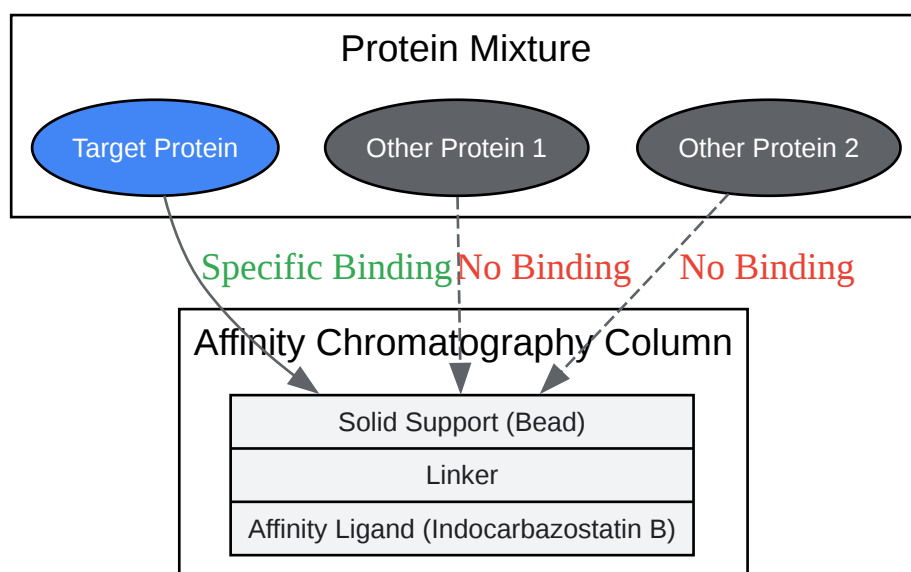 Protein Mixture
Target Protein
Other Protein 1
Other Protein 2
Specific Binding
No Binding
No Binding
Affinity Chromatography Column
Solid Support (Bead)
Linker
Affinity Ligand (Indocarbazostatin B)